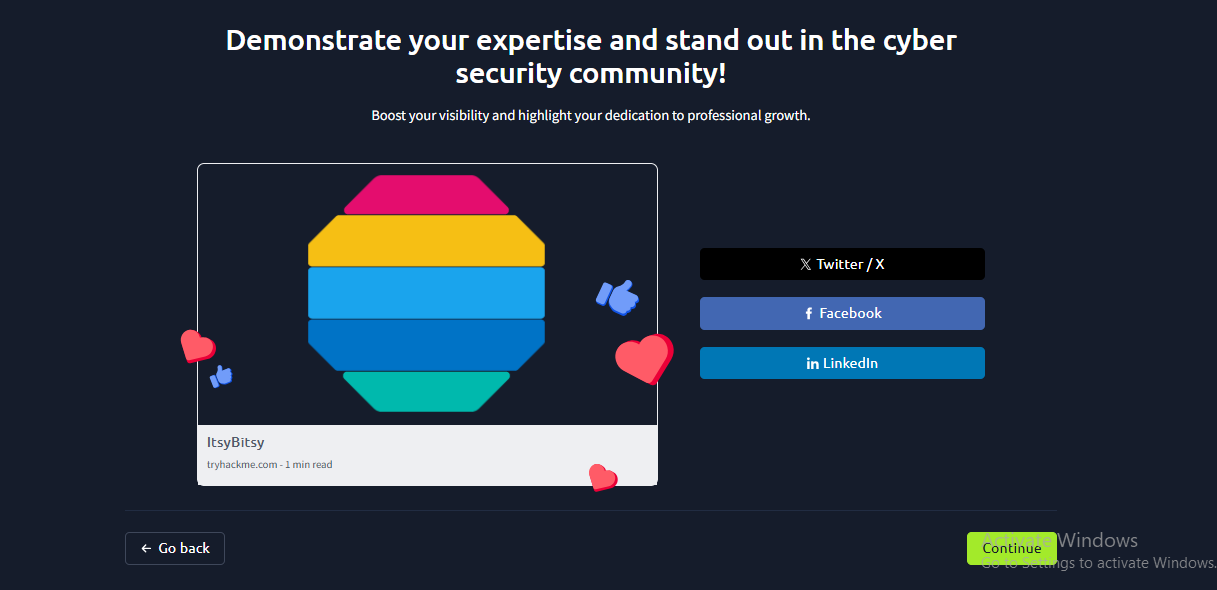 Demonstrate your expertise and stand out in the cyber
security community!
Boost your visibility and highlight your dedication to professional growth.
𝕏 Twitter / X
f Facebook
in LinkedIn
ItsyBitsy
tryhackme.com - 1 min read
← Go back
Continue
Activate Windows
Go to Settings to activate Windows.